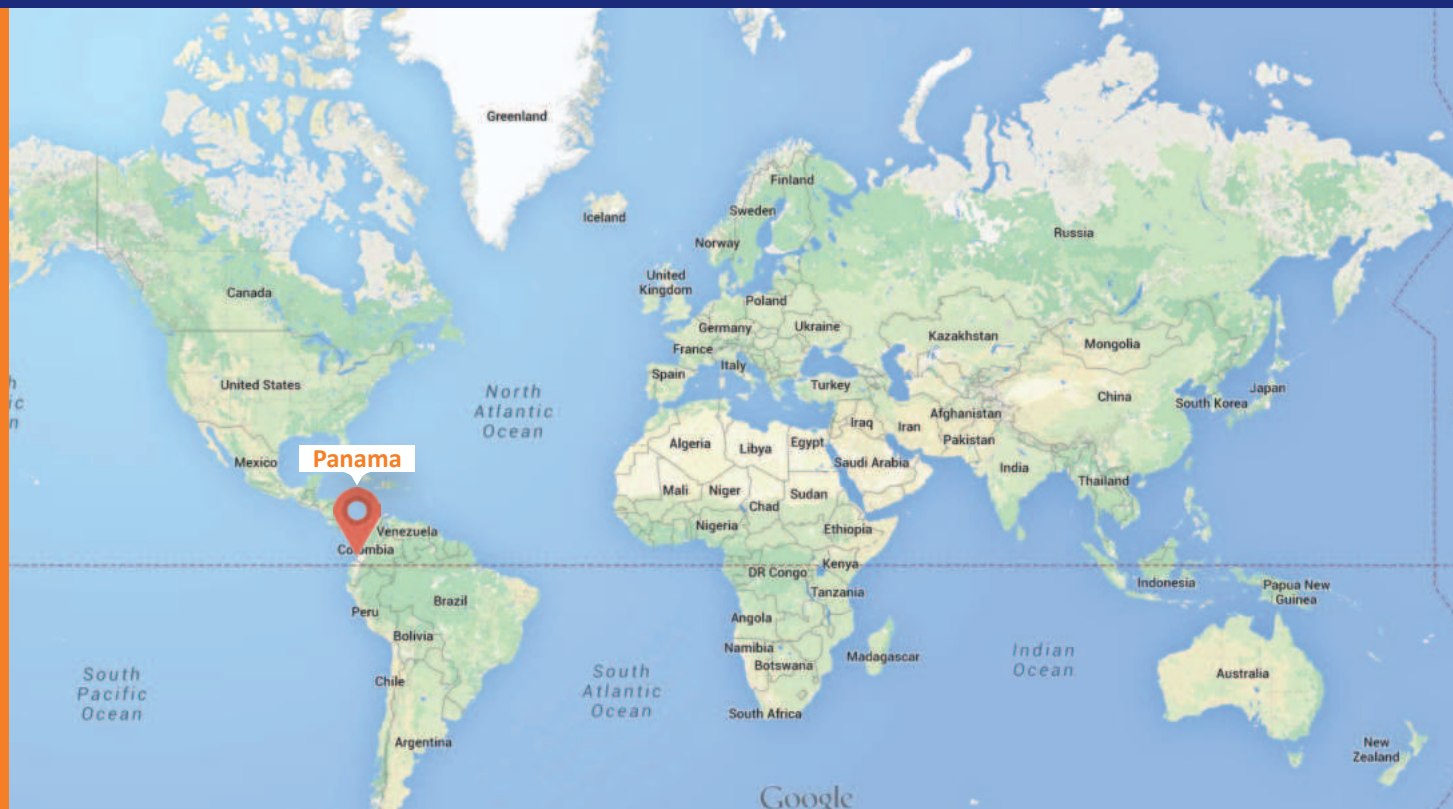 Greenland
Iceland
Finland
Sweden
Norway
Russia
United
Kingdom
Canada
Poland
Germany
Ukraine
Kazakhstan
Mongolia
France
Italy
Spain
Turkey
United States
North
Atlantic
Ocean
China
Japan
South Korea
Afghanistan
Iraq
Iran
Pakistan
Algeria
Libya
Egypt
Saudi Arabia
India
Mexico
Panama
Mali
Niger
Chad
Sudan
Thailand
Nigeria
Ethiopia
Venezuela
Colombia
DR Congo
Kenya
Tanzania
Indonesia
Papua New
Guinea
Brazil
Peru
Angola
Bolivia
Namibia
Botswana
Madagascar
Indian
Ocean
South
Pacific
Ocean
Chile
South
Atlantic
Ocean
Australia
South Africa
Argentina
New
Zealand
Google